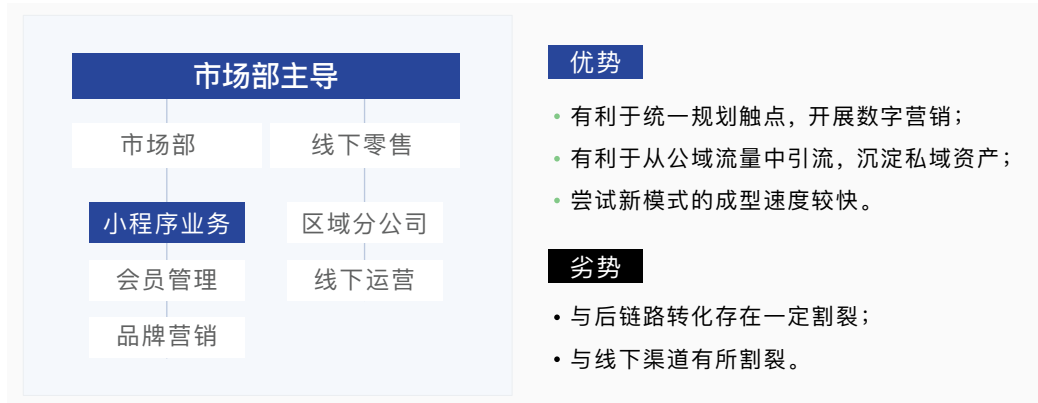 市场部主导
市场部
线下零售
小程序业务
区域分公司
会员管理
线下运营
品牌营销
优势
• 有利于统一规划触点，开展数字营销；
• 有利于从公域流量中引流，沉淀私域资产；
• 尝试新模式的成型速度较快。
劣势
• 与后链路转化存在一定割裂；
• 与线下渠道有所割裂。